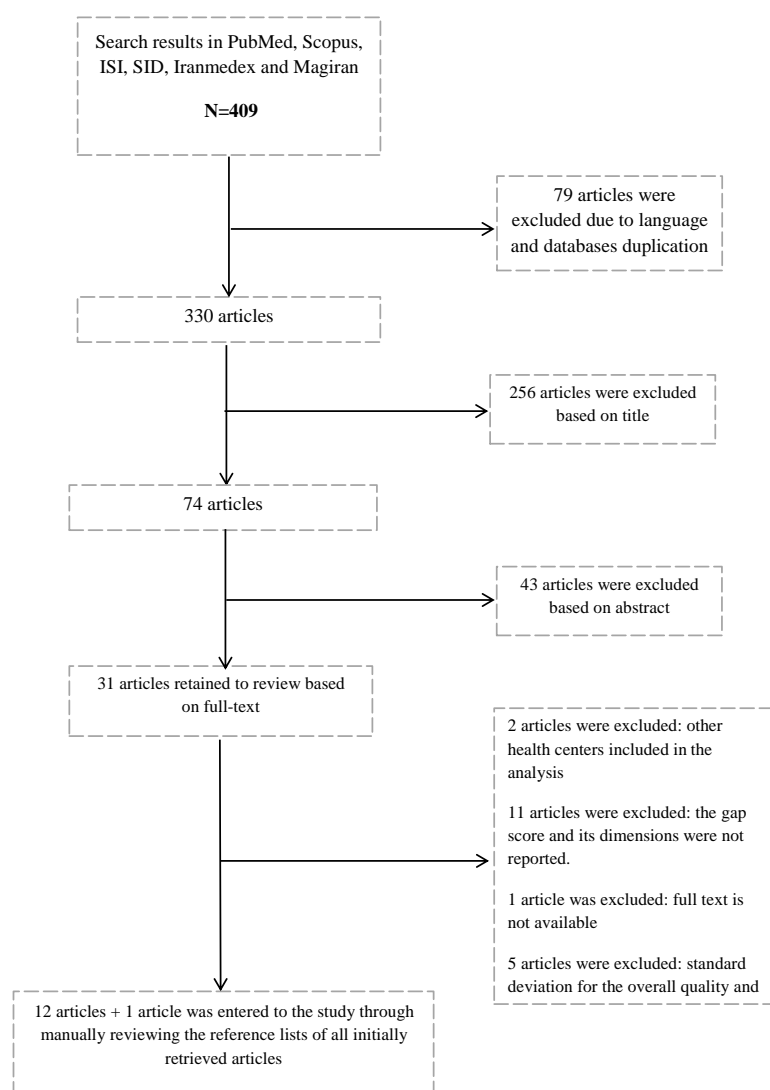 Search results in PubMed, Scopus,
ISI, SID, Iranmedex and Magiran
N=409
79 articles were
excluded due to language
and databases duplication
330 articles
256 articles were excluded
based on title
74 articles
43 articles were excluded
based on abstract
31 articles retained to review based
on full-text
2 articles were excluded: other
health centers included in the
analysis
11 articles were excluded: the gap
score and its dimensions were not
reported.
1 article was excluded: full text is
not available
5 articles were excluded: standard
deviation for the overall quality and
12 articles + 1 article was entered to the study through
manually reviewing the reference lists of all initially
retrieved articles